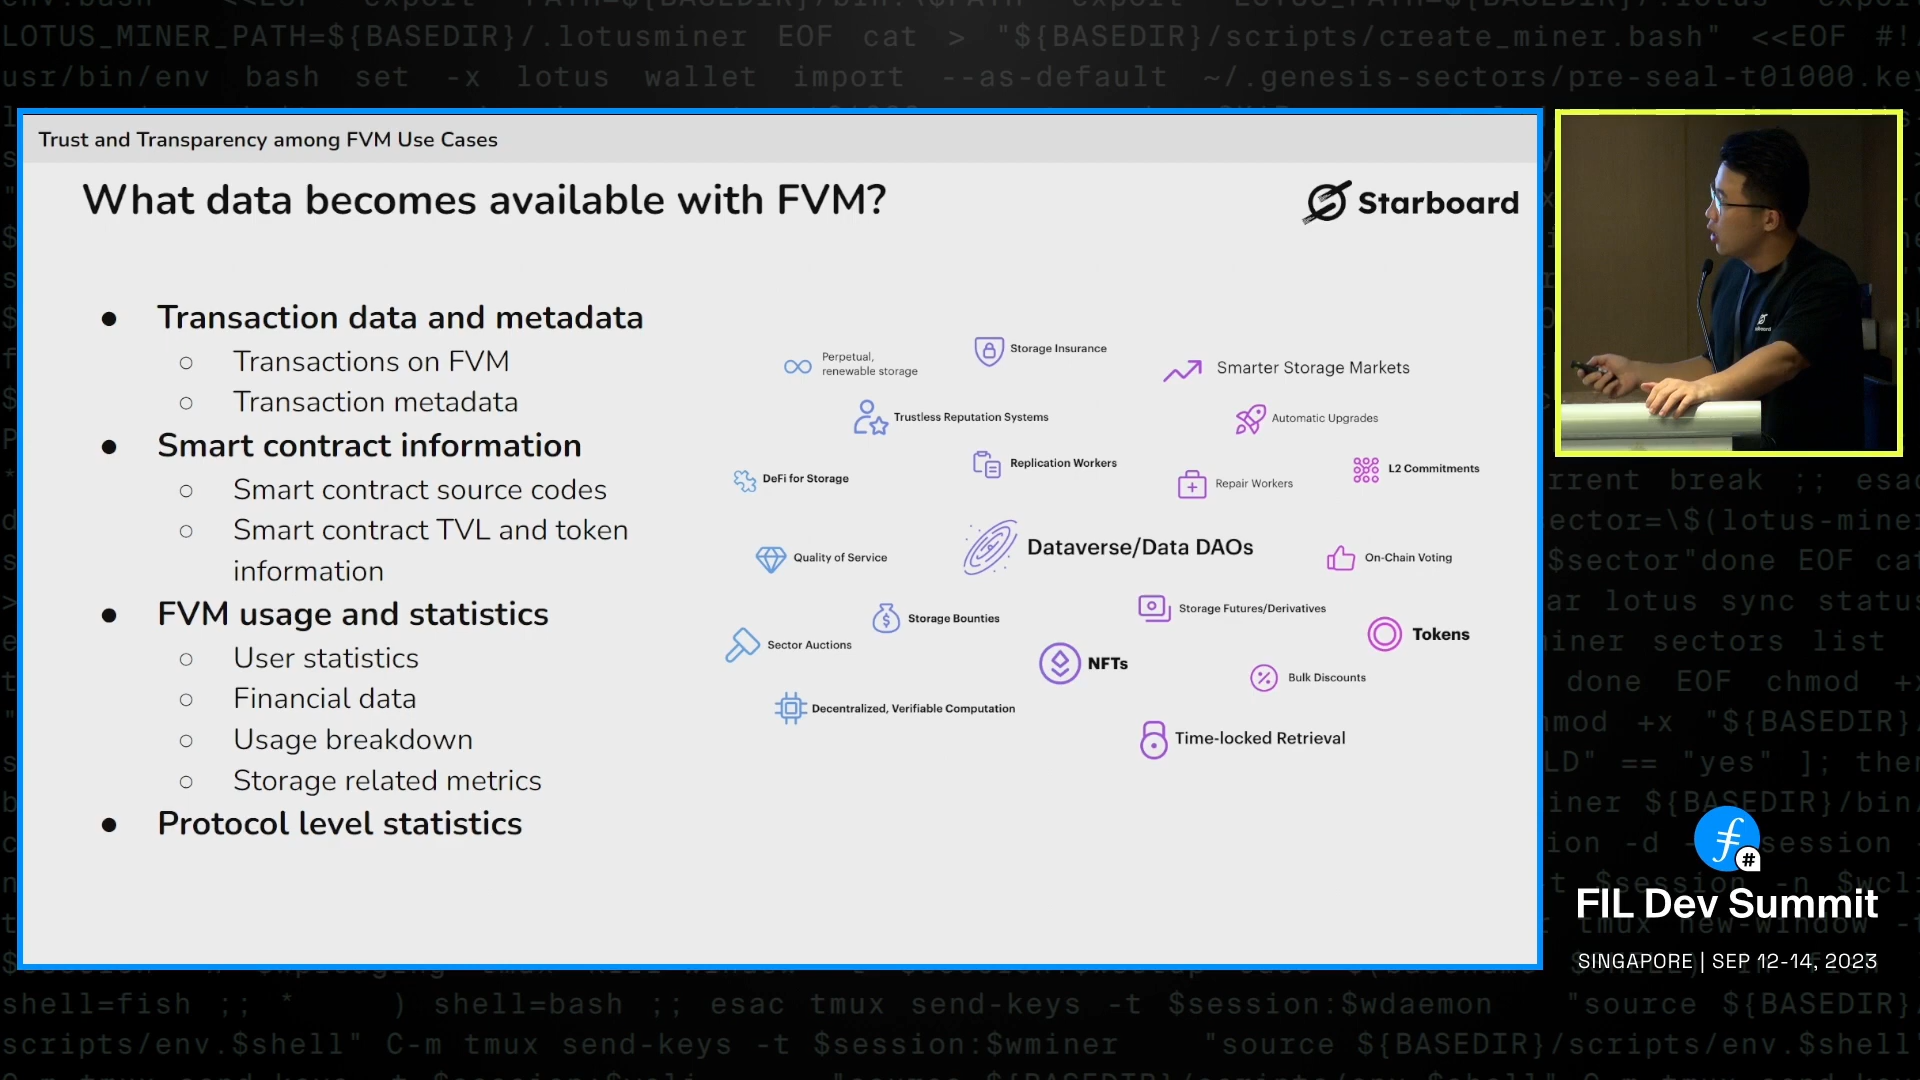 Trust and Transparency among FVM Use Cases
What data becomes available with FVM?
Starboard
● Transaction data and metadata
○ Transactions on FVM
○ Transaction metadata
● Smart contract information
○ Smart contract source codes
○ Smart contract TVL and token
information
● FVM usage and statistics
○ User statistics
○ Financial data
○ Usage breakdown
○ Storage related metrics
● Protocol level statistics
Perpetual,
renewable storage
Storage Insurance
Smarter Storage Markets
Trustless Reputation Systems
Automatic Upgrades
DeFi for Storage
Replication Workers
Repair Workers
L2 Commitments
Quality of Service
Dataverse/Data DAOs
On-Chain Voting
Storage Bounties
Storage Futures/Derivatives
Sector Auctions
NFTs
Tokens
Bulk Discounts
Decentralized, Verifiable Computation
Time-locked Retrieval
#
FIL Dev Summit
SINGAPORE | SEP 12-14, 2023
LOTUS_MINER_PATH=${BASEDIR}/.lotusminer EOF cat > "${BASEDIR}/scripts/create_miner.bash" <<EOF #!
usr/bin/env bash set -x lotus wallet import --as-default ~/.genesis-sectors/pre-seal-t01000.key
shell=fish ;; * ) shell=bash ;; esac tmux send-keys -t $session:$wdaemon "source ${BASEDIR}
scripts/env.$shell" C-m tmux send-keys -t $session:$wminer "source ${BASEDIR}/scripts/env.$shell"